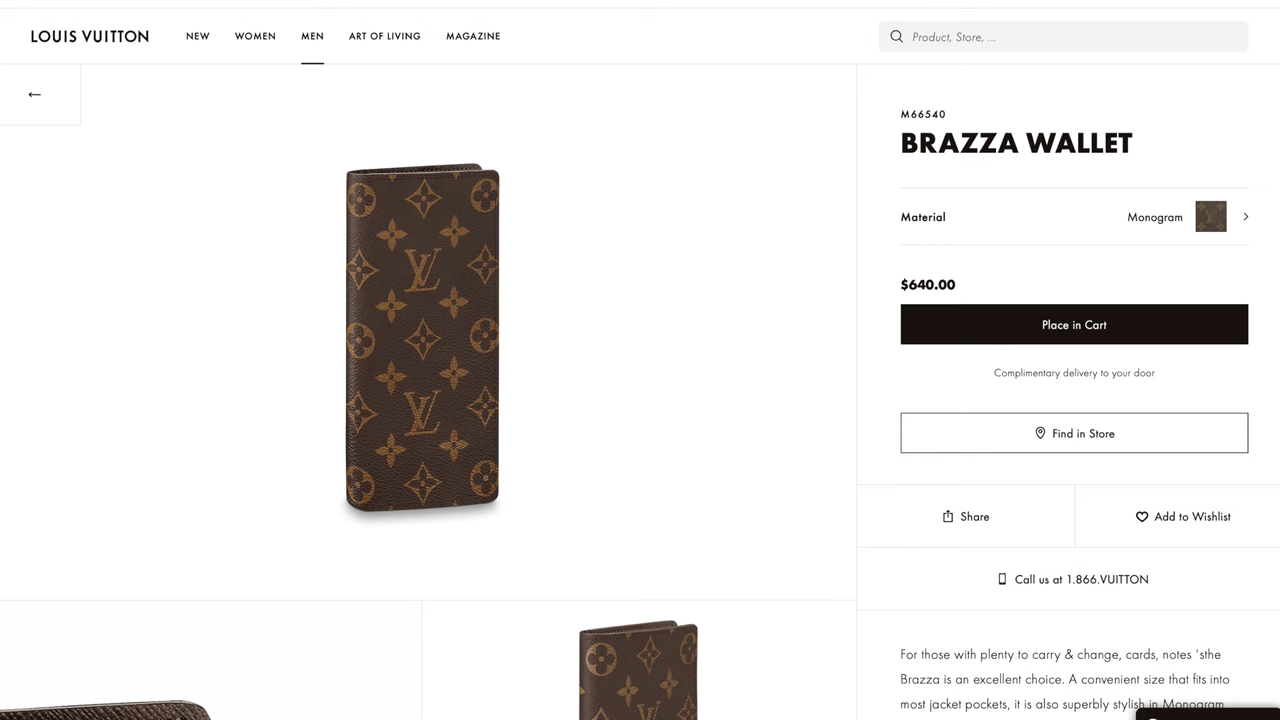 LOUIS VUITTON
NEW WOMEN MEN ART OF LIVING MAGAZINE
Product, Store, ...
M66540
BRAZZA WALLET
Material Monogram
$640.00
Place in Cart
Complimentary delivery to your door
Find in Store
Share Add to Wishlist
Call us at 1.866.VUITTON
For those with plenty to carry & change, cards, notes 'sthe
Brazza is an excellent choice. A convenient size that fits into
most jacket pockets, it is also superbly stylish in Monogram
LV
LV